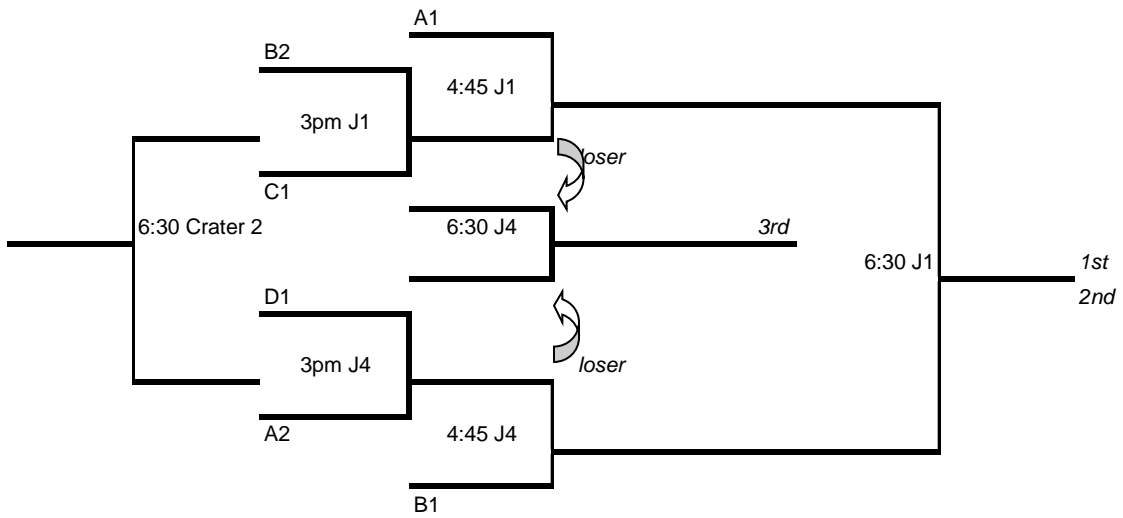 A1
B2
4:45 J1
3pm J1
loser
C1
6:30 Crater 2
6:30 J4
3rd
6:30 J1
1st
D1
2nd
3pm J4
loser
A2
4:45 J4
B1